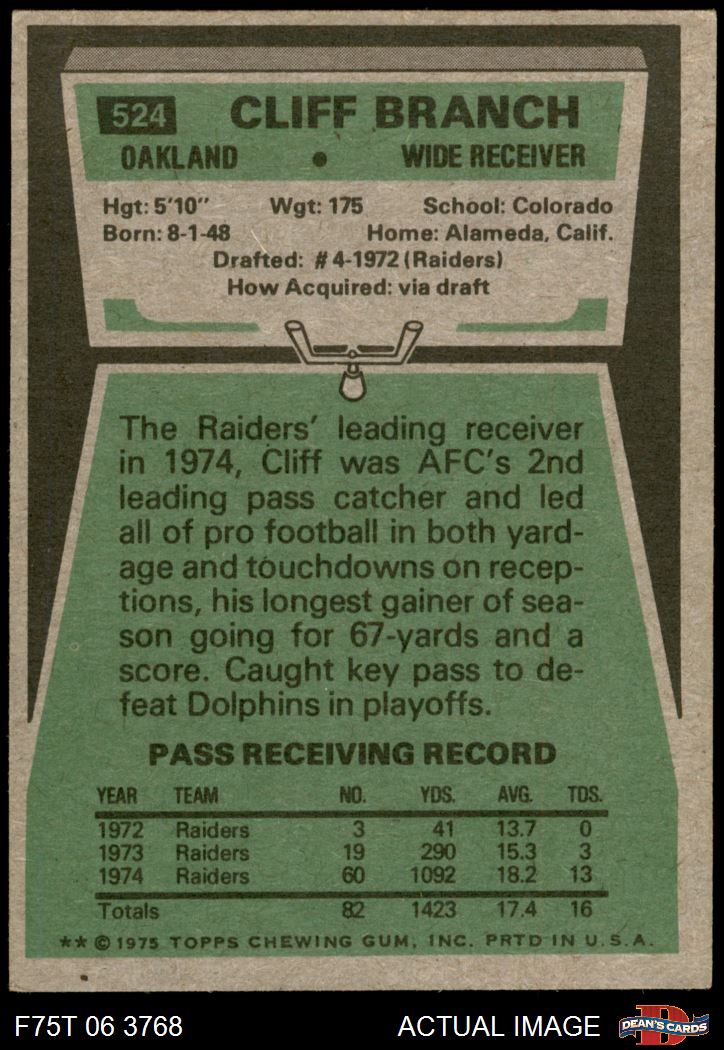 524 CLIFF BRANCH
OAKLAND • WIDE RECEIVER
Hgt: 5'10" Wgt: 175 School: Colorado
Born: 8-1-48 Home: Alameda, Calif.
Drafted: #4-1972 (Raiders)
How Acquired: via draft
The Raiders' leading receiver
in 1974, Cliff was AFC's 2nd
leading pass catcher and led
all of pro football in both yard-
age and touchdowns on recep-
tions, his longest gainer of sea-
son going for 67-yards and a
score. Caught key pass to de-
feat Dolphins in playoffs.
PASS RECEIVING RECORD
YEAR TEAM NO. YDS. AVG. TDS.
1972 Raiders 3 41 13.7 0
1973 Raiders 19 290 15.3 3
1974 Raiders 60 1092 18.2 13
Totals 82 1423 17.4 16
** © 1975 TOPPS CHEWING GUM, INC. PRTD IN U.S.A.
F75T 06 3768 ACTUAL IMAGE D DEAN'S CARDS